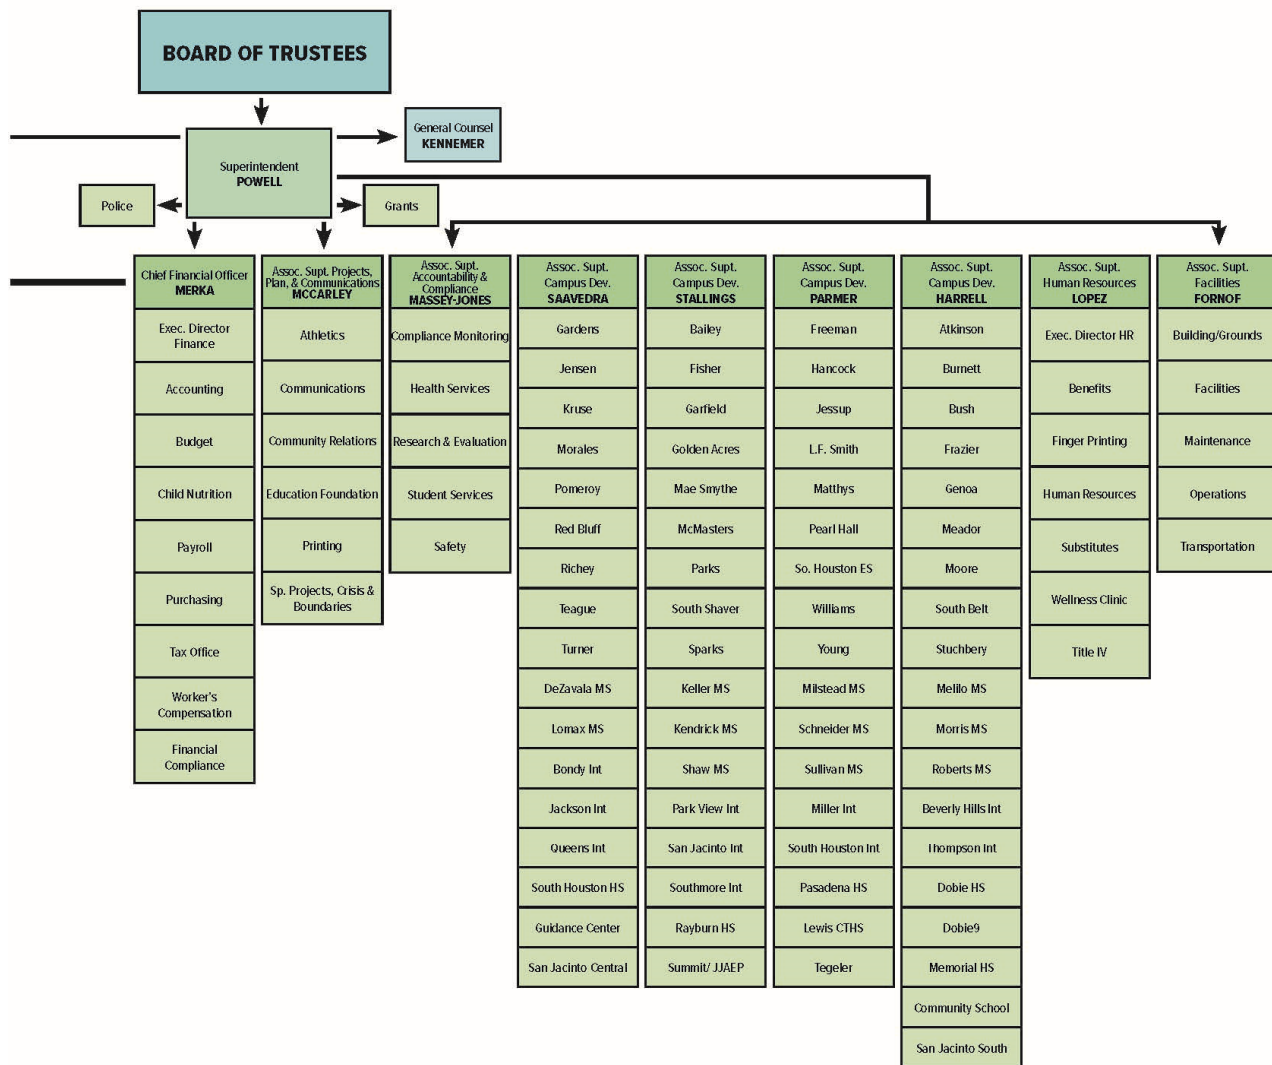 BOARD OF TRUSTEES
General Counsel
KENNEMER
Superintendent
POWELL
Police
Grants
Chief Financial Officer
MERKA
Exec. Director
Finance
Accounting
Budget
Child Nutrition
Payroll
Purchasing
Tax Office
Worker's
Compensation
Financial
Compliance
Assoc. Supt. Projects,
Plan, & Communications
MCCARLEY
Athletics
Communications
Community Relations
Education Foundation
Printing
Sp. Projects, Crisis &
Boundaries
Assoc. Supt.
Accountability &
Compliance
MASSEY-JONES
Compliance Monitoring
Health Services
Research & Evaluation
Student Services
Safety
Assoc. Supt.
Campus Dev.
SAAVEDRA
Gardens
Jensen
Kruse
Morales
Pomeroy
Red Bluff
Richey
Teague
Turner
DeZavala MS
Lomax MS
Bondy Int
Jackson Int
Queens Int
South Houston HS
Guidance Center
San Jacinto Central
Assoc. Supt.
Campus Dev.
STALLINGS
Bailey
Fisher
Garfield
Golden Acres
Mae Smythe
McMasters
Parks
South Shaver
Sparks
Keller MS
Kendrick MS
Shaw MS
Park View Int
San Jacinto Int
Southmore Int
Rayburn HS
Summit/ JJAEP
Assoc. Supt.
Campus Dev.
PARMER
Freeman
Hancock
Jessup
L.F. Smith
Matthys
Pearl Hall
So. Houston ES
Williams
Young
Milstead MS
Schneider MS
Sullivan MS
Miller Int
South Houston Int
Pasadena HS
Lewis CTHS
Tegeler
Assoc. Supt.
Campus Dev.
HARRELL
Atkinson
Burnett
Bush
Frazier
Genoa
Meador
Moore
South Belt
Stuchbery
Melilo MS
Morris MS
Roberts MS
Beverly Hills Int
Thompson Int
Dobie HS
Dobie9
Memorial HS
Community School
San Jacinto South
Assoc. Supt.
Human Resources
LOPEZ
Exec. Director HR
Benefits
Finger Printing
Human Resources
Substitutes
Wellness Clinic
Title IV
Assoc. Supt.
Facilities
FORNOF
Building/Grounds
Facilities
Maintenance
Operations
Transportation